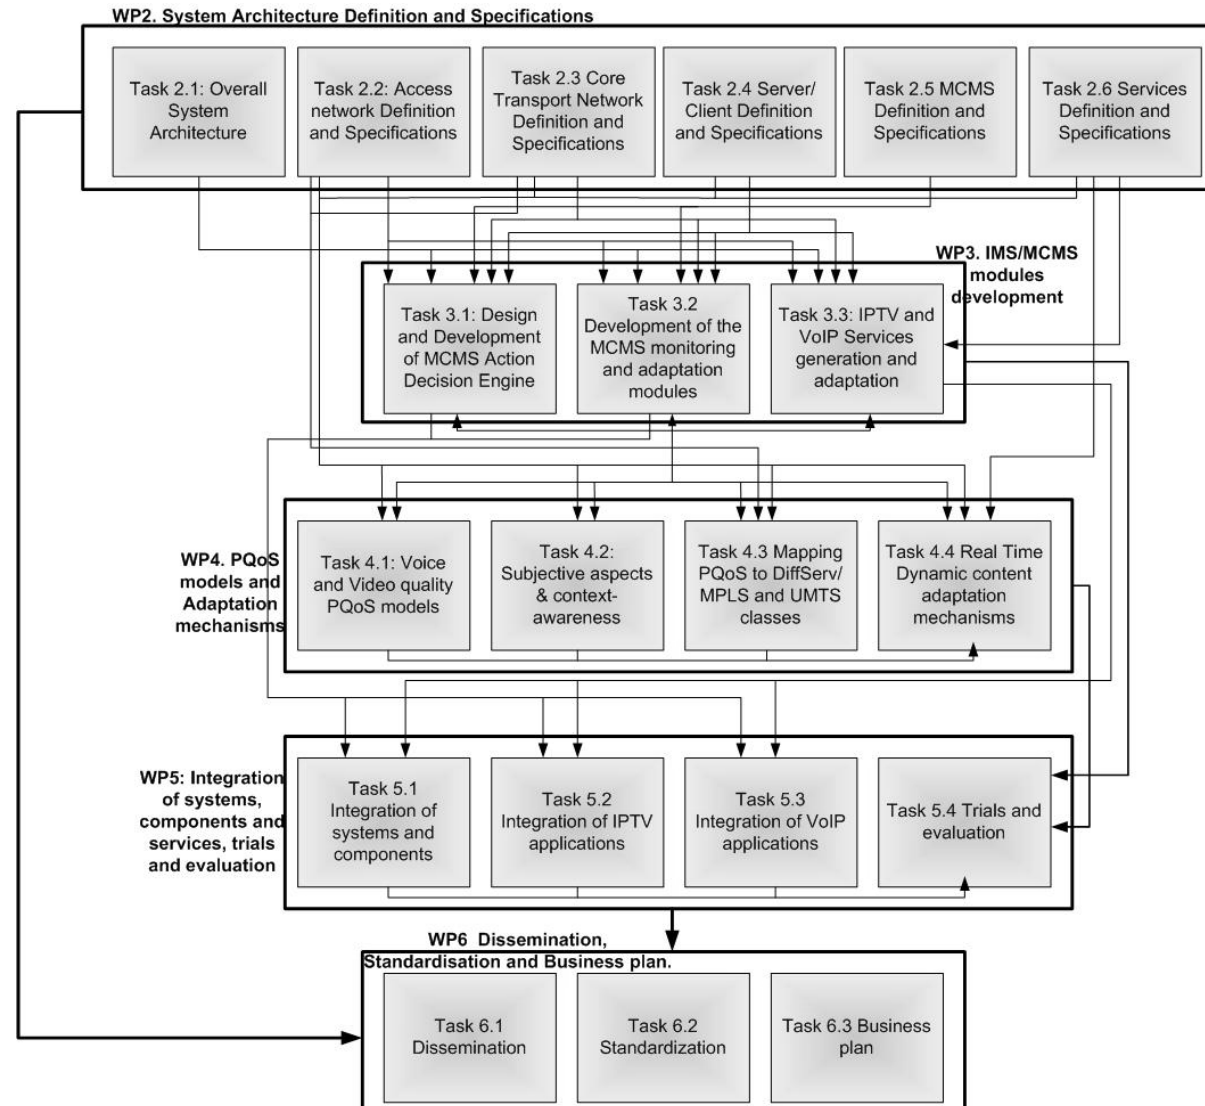 WP2. System Architecture Definition and Specifications
Task 2.1: Overall
System
Architecture
Task 2.2: Access
network Definition
and Specifications
Task 2.3 Core
Transport Network
Definition and
Specifications
Task 2.4 Server/
Client Definition
and Specifications
Task 2.5 MCMS
Definition and
Specifications
Task 2.6 Services
Definition and
Specifications
WP3. IMS/MCMS
modules
development
Task 3.1: Design
and Development
of MCMS Action
Decision Engine
Task 3.2
Development of the
MCMS monitoring
and adaptation
modules
Task 3.3: IPTV and
VoIP Services
generation and
adaptation
WP4. PQoS
models and
Adaptation
mechanisms
Task 4.1: Voice
and Video quality
PQoS models
Task 4.2:
Subjective aspects
& context-
awareness
Task 4.3 Mapping
PQoS to DiffServ/
MPLS and UMTS
classes
Task 4.4 Real Time
Dynamic content
adaptation
mechanisms
WP5: Integration
of systems,
components and
services, trials
and evaluation
Task 5.1
Integration of
systems and
components
Task 5.2
Integration of IPTV
applications
Task 5.3
Integration of VoIP
applications
Task 5.4 Trials and
evaluation
WP6 Dissemination,
Standardisation and Business plan.
Task 6.1
Dissemination
Task 6.2
Standardization
Task 6.3 Business
plan